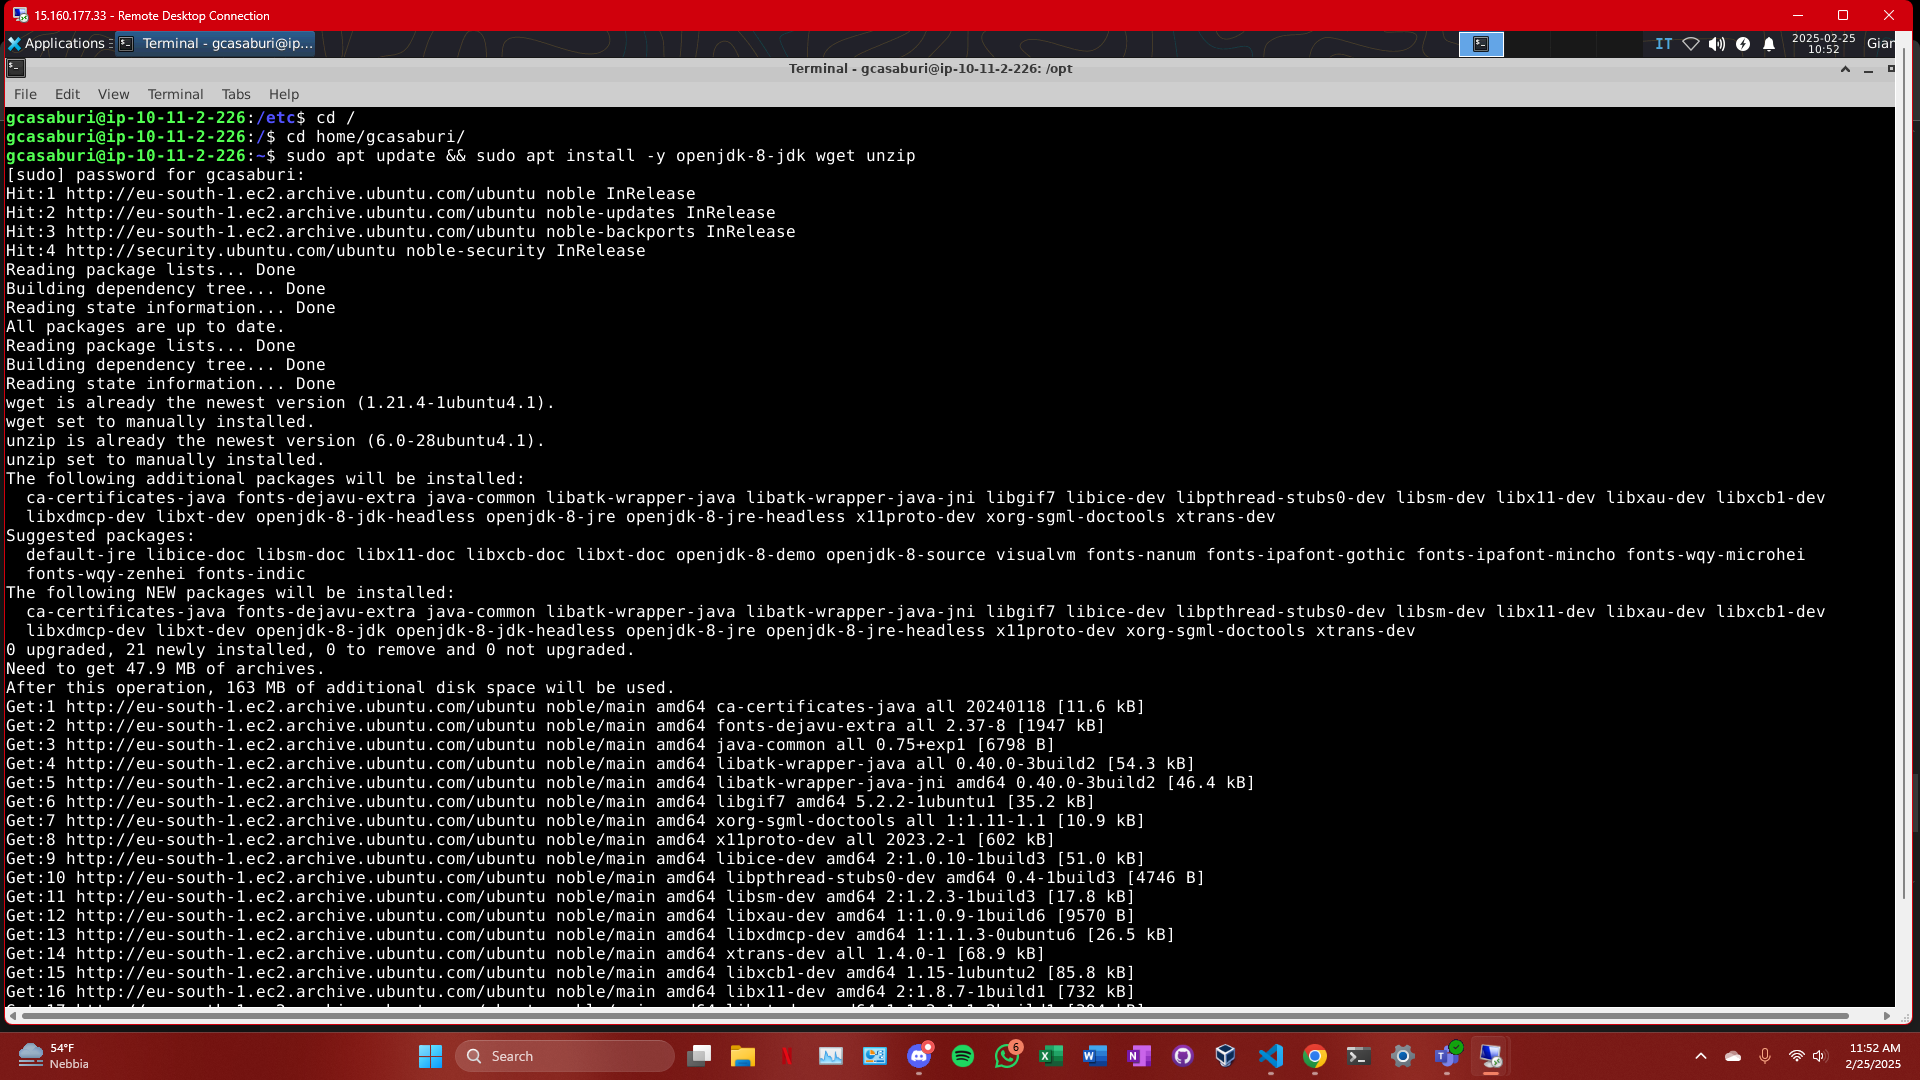 15.160.177.33 - Remote Desktop Connection
Applications
Terminal - gcasaburi@ip...
IT
2025-02-25
10:52
Gian
Terminal - gcasaburi@ip-10-11-2-226: /opt
File Edit View Terminal Tabs Help
gcasaburi@ip-10-11-2-226:/etc$ cd /
gcasaburi@ip-10-11-2-226:/$ cd home/gcasaburi/
gcasaburi@ip-10-11-2-226:~$ sudo apt update && sudo apt install -y openjdk-8-jdk wget unzip
[sudo] password for gcasaburi:
Hit:1 http://eu-south-1.ec2.archive.ubuntu.com/ubuntu noble InRelease
Hit:2 http://eu-south-1.ec2.archive.ubuntu.com/ubuntu noble-updates InRelease
Hit:3 http://eu-south-1.ec2.archive.ubuntu.com/ubuntu noble-backports InRelease
Hit:4 http://security.ubuntu.com/ubuntu noble-security InRelease
Reading package lists... Done
Building dependency tree... Done
Reading state information... Done
All packages are up to date.
Reading package lists... Done
Building dependency tree... Done
Reading state information... Done
wget is already the newest version (1.21.4-1ubuntu4.1).
wget set to manually installed.
unzip is already the newest version (6.0-28ubuntu4.1).
unzip set to manually installed.
The following additional packages will be installed:
ca-certificates-java fonts-dejavu-extra java-common libatk-wrapper-java libatk-wrapper-java-jni libgif7 libice-dev libpthread-stubs0-dev libsm-dev libx11-dev libxau-dev libxcb1-dev
libxdmcp-dev libxt-dev openjdk-8-jdk-headless openjdk-8-jre openjdk-8-jre-headless x11proto-dev xorg-sgml-doctools xtrans-dev
Suggested packages:
default-jre libice-doc libsm-doc libx11-doc libxcb-doc libxt-doc openjdk-8-demo openjdk-8-source visualvm fonts-nanum fonts-ipafont-gothic fonts-ipafont-mincho fonts-wqy-microhei
fonts-wqy-zenhei fonts-indic
The following NEW packages will be installed:
ca-certificates-java fonts-dejavu-extra java-common libatk-wrapper-java libatk-wrapper-java-jni libgif7 libice-dev libpthread-stubs0-dev libsm-dev libx11-dev libxau-dev libxcb1-dev
libxdmcp-dev libxt-dev openjdk-8-jdk openjdk-8-jdk-headless openjdk-8-jre openjdk-8-jre-headless x11proto-dev xorg-sgml-doctools xtrans-dev
0 upgraded, 21 newly installed, 0 to remove and 0 not upgraded.
Need to get 47.9 MB of archives.
After this operation, 163 MB of additional disk space will be used.
Get:1 http://eu-south-1.ec2.archive.ubuntu.com/ubuntu noble/main amd64 ca-certificates-java all 20240118 [11.6 kB]
Get:2 http://eu-south-1.ec2.archive.ubuntu.com/ubuntu noble/main amd64 fonts-dejavu-extra all 2.37-8 [1947 kB]
Get:3 http://eu-south-1.ec2.archive.ubuntu.com/ubuntu noble/main amd64 java-common all 0.75+exp1 [6798 B]
Get:4 http://eu-south-1.ec2.archive.ubuntu.com/ubuntu noble/main amd64 libatk-wrapper-java all 0.40.0-3build2 [54.3 kB]
Get:5 http://eu-south-1.ec2.archive.ubuntu.com/ubuntu noble/main amd64 libatk-wrapper-java-jni amd64 0.40.0-3build2 [46.4 kB]
Get:6 http://eu-south-1.ec2.archive.ubuntu.com/ubuntu noble/main amd64 libgif7 amd64 5.2.2-1ubuntu1 [35.2 kB]
Get:7 http://eu-south-1.ec2.archive.ubuntu.com/ubuntu noble/main amd64 xorg-sgml-doctools all 1:1.11-1.1 [10.9 kB]
Get:8 http://eu-south-1.ec2.archive.ubuntu.com/ubuntu noble/main amd64 x11proto-dev all 2023.2-1 [602 kB]
Get:9 http://eu-south-1.ec2.archive.ubuntu.com/ubuntu noble/main amd64 libice-dev amd64 2:1.0.10-1build3 [51.0 kB]
Get:10 http://eu-south-1.ec2.archive.ubuntu.com/ubuntu noble/main amd64 libpthread-stubs0-dev amd64 0.4-1build3 [4746 B]
Get:11 http://eu-south-1.ec2.archive.ubuntu.com/ubuntu noble/main amd64 libsm-dev amd64 2:1.2.3-1build3 [17.8 kB]
Get:12 http://eu-south-1.ec2.archive.ubuntu.com/ubuntu noble/main amd64 libxau-dev amd64 1:1.0.9-1build6 [9570 B]
Get:13 http://eu-south-1.ec2.archive.ubuntu.com/ubuntu noble/main amd64 libxdmcp-dev amd64 1:1.1.3-0ubuntu6 [26.5 kB]
Get:14 http://eu-south-1.ec2.archive.ubuntu.com/ubuntu noble/main amd64 xtrans-dev all 1.4.0-1 [68.9 kB]
Get:15 http://eu-south-1.ec2.archive.ubuntu.com/ubuntu noble/main amd64 libxcb1-dev amd64 1.15-1ubuntu2 [85.8 kB]
Get:16 http://eu-south-1.ec2.archive.ubuntu.com/ubuntu noble/main amd64 libx11-dev amd64 2:1.8.7-1build1 [732 kB]
54°F
Nebbia
Search
6
11:52 AM
2/25/2025